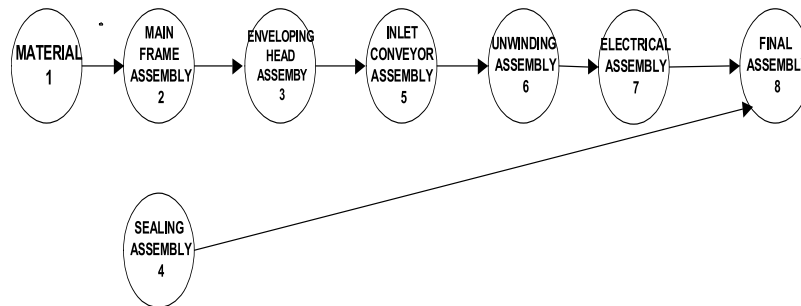 MATERIAL
1
MAIN
FRAME
ASSEMBLY
2
ENVELOPING
HEAD
ASSEMBY
3
INLET
CONVEYOR
ASSEMBLY
5
UNWINDING
ASSEMBLY
6
ELECTRICAL
ASSEMBLY
7
FINAL
ASSEMBLY
8
SEALING
ASSEMBLY
4